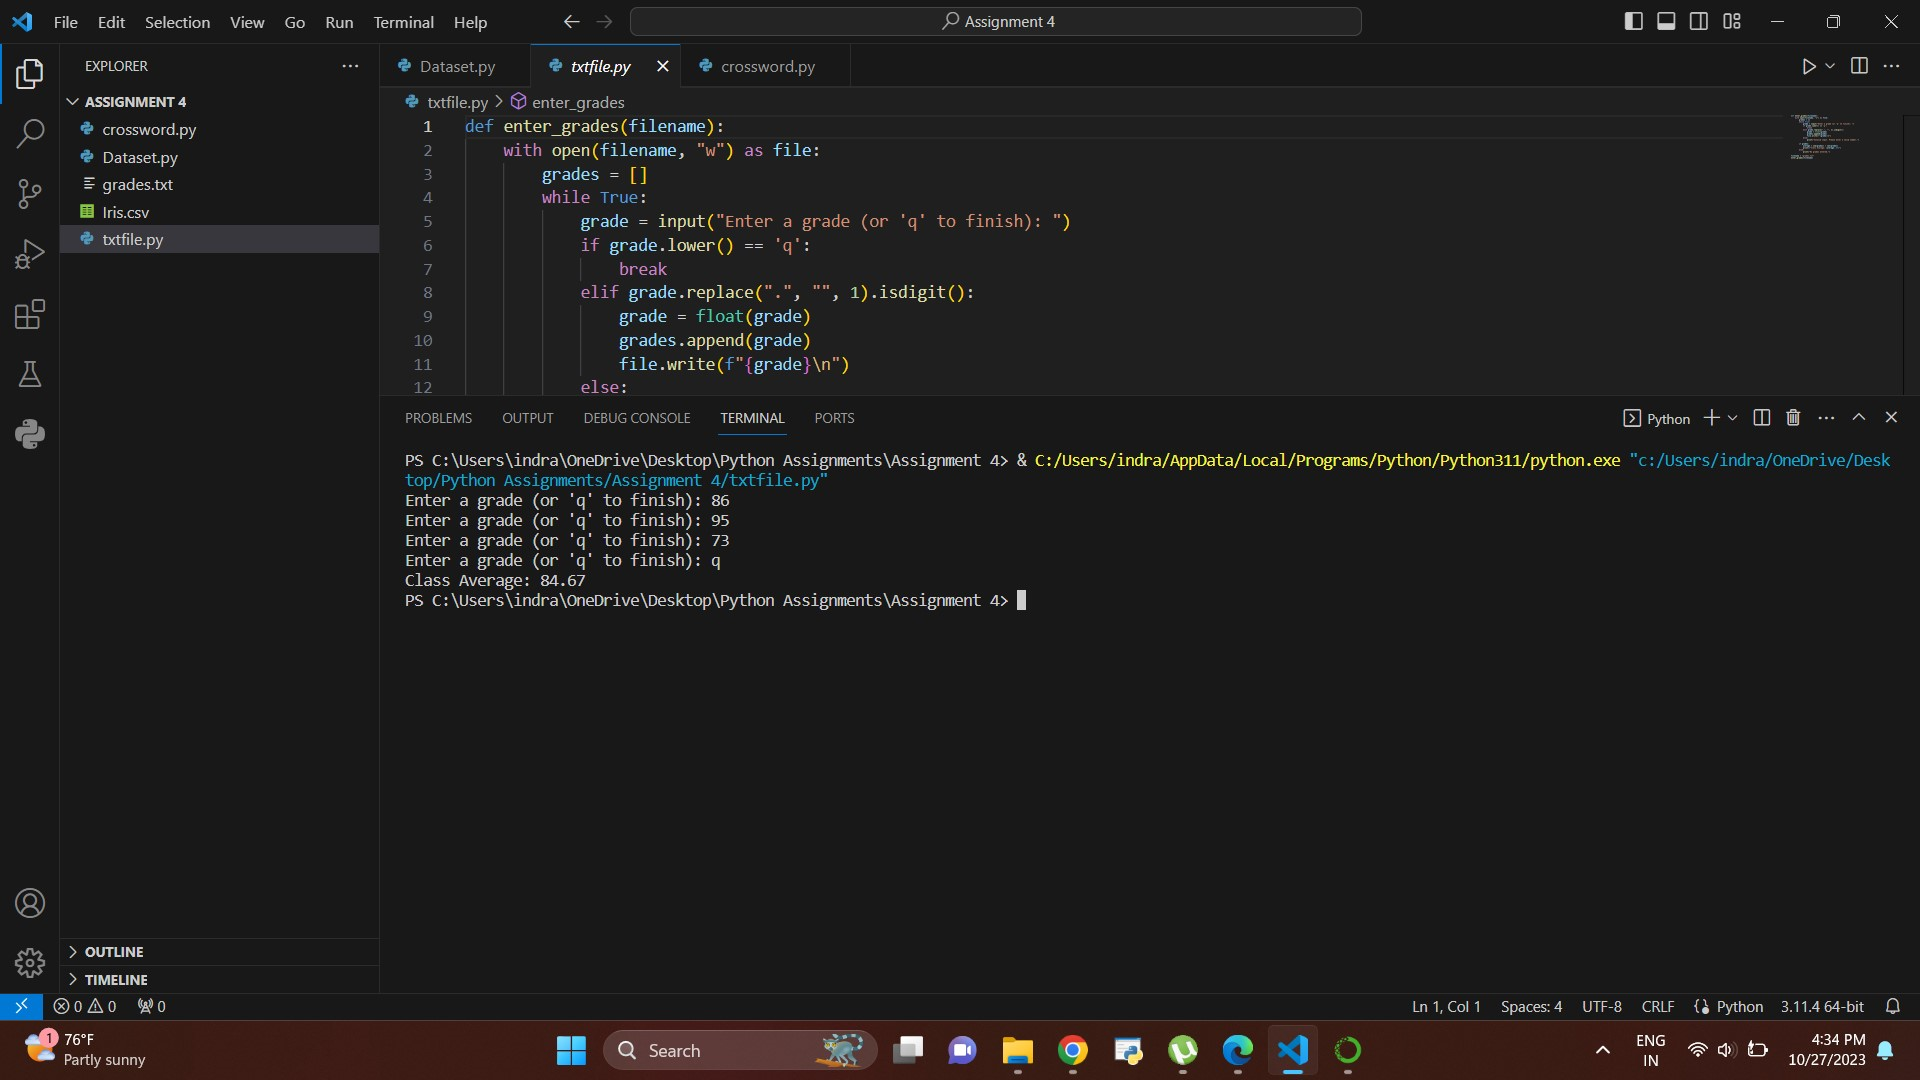 File Edit Selection View Go Run Terminal Help
Assignment 4
EXPLORER
ASSIGNMENT 4
crossword.py
Dataset.py
grades.txt
Iris.csv
txtfile.py
OUTLINE
TIMELINE
Dataset.py txtfile.py crossword.py
txtfile.py > enter_grades
1 def enter_grades(filename):
2 with open(filename, "w") as file:
3 grades = []
4 while True:
5 grade = input("Enter a grade (or 'q' to finish): ")
6 if grade.lower() == 'q':
7 break
8 elif grade.replace(".", "", 1).isdigit():
9 grade = float(grade)
10 grades.append(grade)
11 file.write(f"{grade}\n")
12 else:
PROBLEMS OUTPUT DEBUG CONSOLE TERMINAL PORTS
Python
PS C:\Users\indra\OneDrive\Desktop\Python Assignments\Assignment 4> & C:/Users/indra/AppData/Local/Programs/Python/Python311/python.exe "c:/Users/indra/OneDrive/Desk
top/Python Assignments/Assignment 4/txtfile.py"
Enter a grade (or 'q' to finish): 86
Enter a grade (or 'q' to finish): 95
Enter a grade (or 'q' to finish): 73
Enter a grade (or 'q' to finish): q
Class Average: 84.67
PS C:\Users\indra\OneDrive\Desktop\Python Assignments\Assignment 4>
0 0 0
Ln 1, Col 1 Spaces: 4 UTF-8 CRLF Python 3.11.4 64-bit
1
76°F
Partly sunny
Search
ENG
IN
4:34 PM
10/27/2023